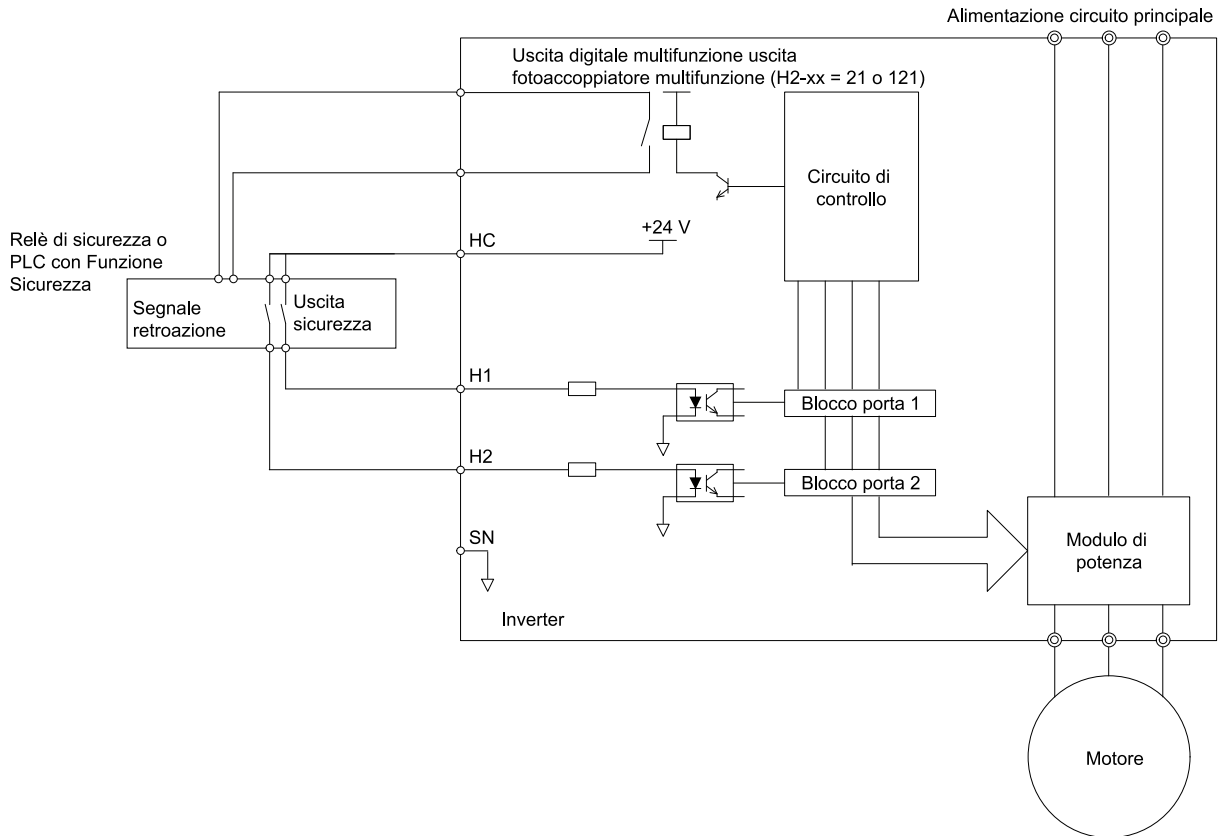 Alimentazione circuito principale
Uscita digitale multifunzione uscita
fotoaccoppiatore multifunzione (H2-xx = 21 o 121)
Circuito di
controllo
+24 V
HC
Relè di sicurezza o
PLC con Funzione
Sicurezza
Segnale
retroazione
Uscita
sicurezza
H1
Blocco porta 1
H2
Blocco porta 2
SN
Modulo di
potenza
Inverter
Motore